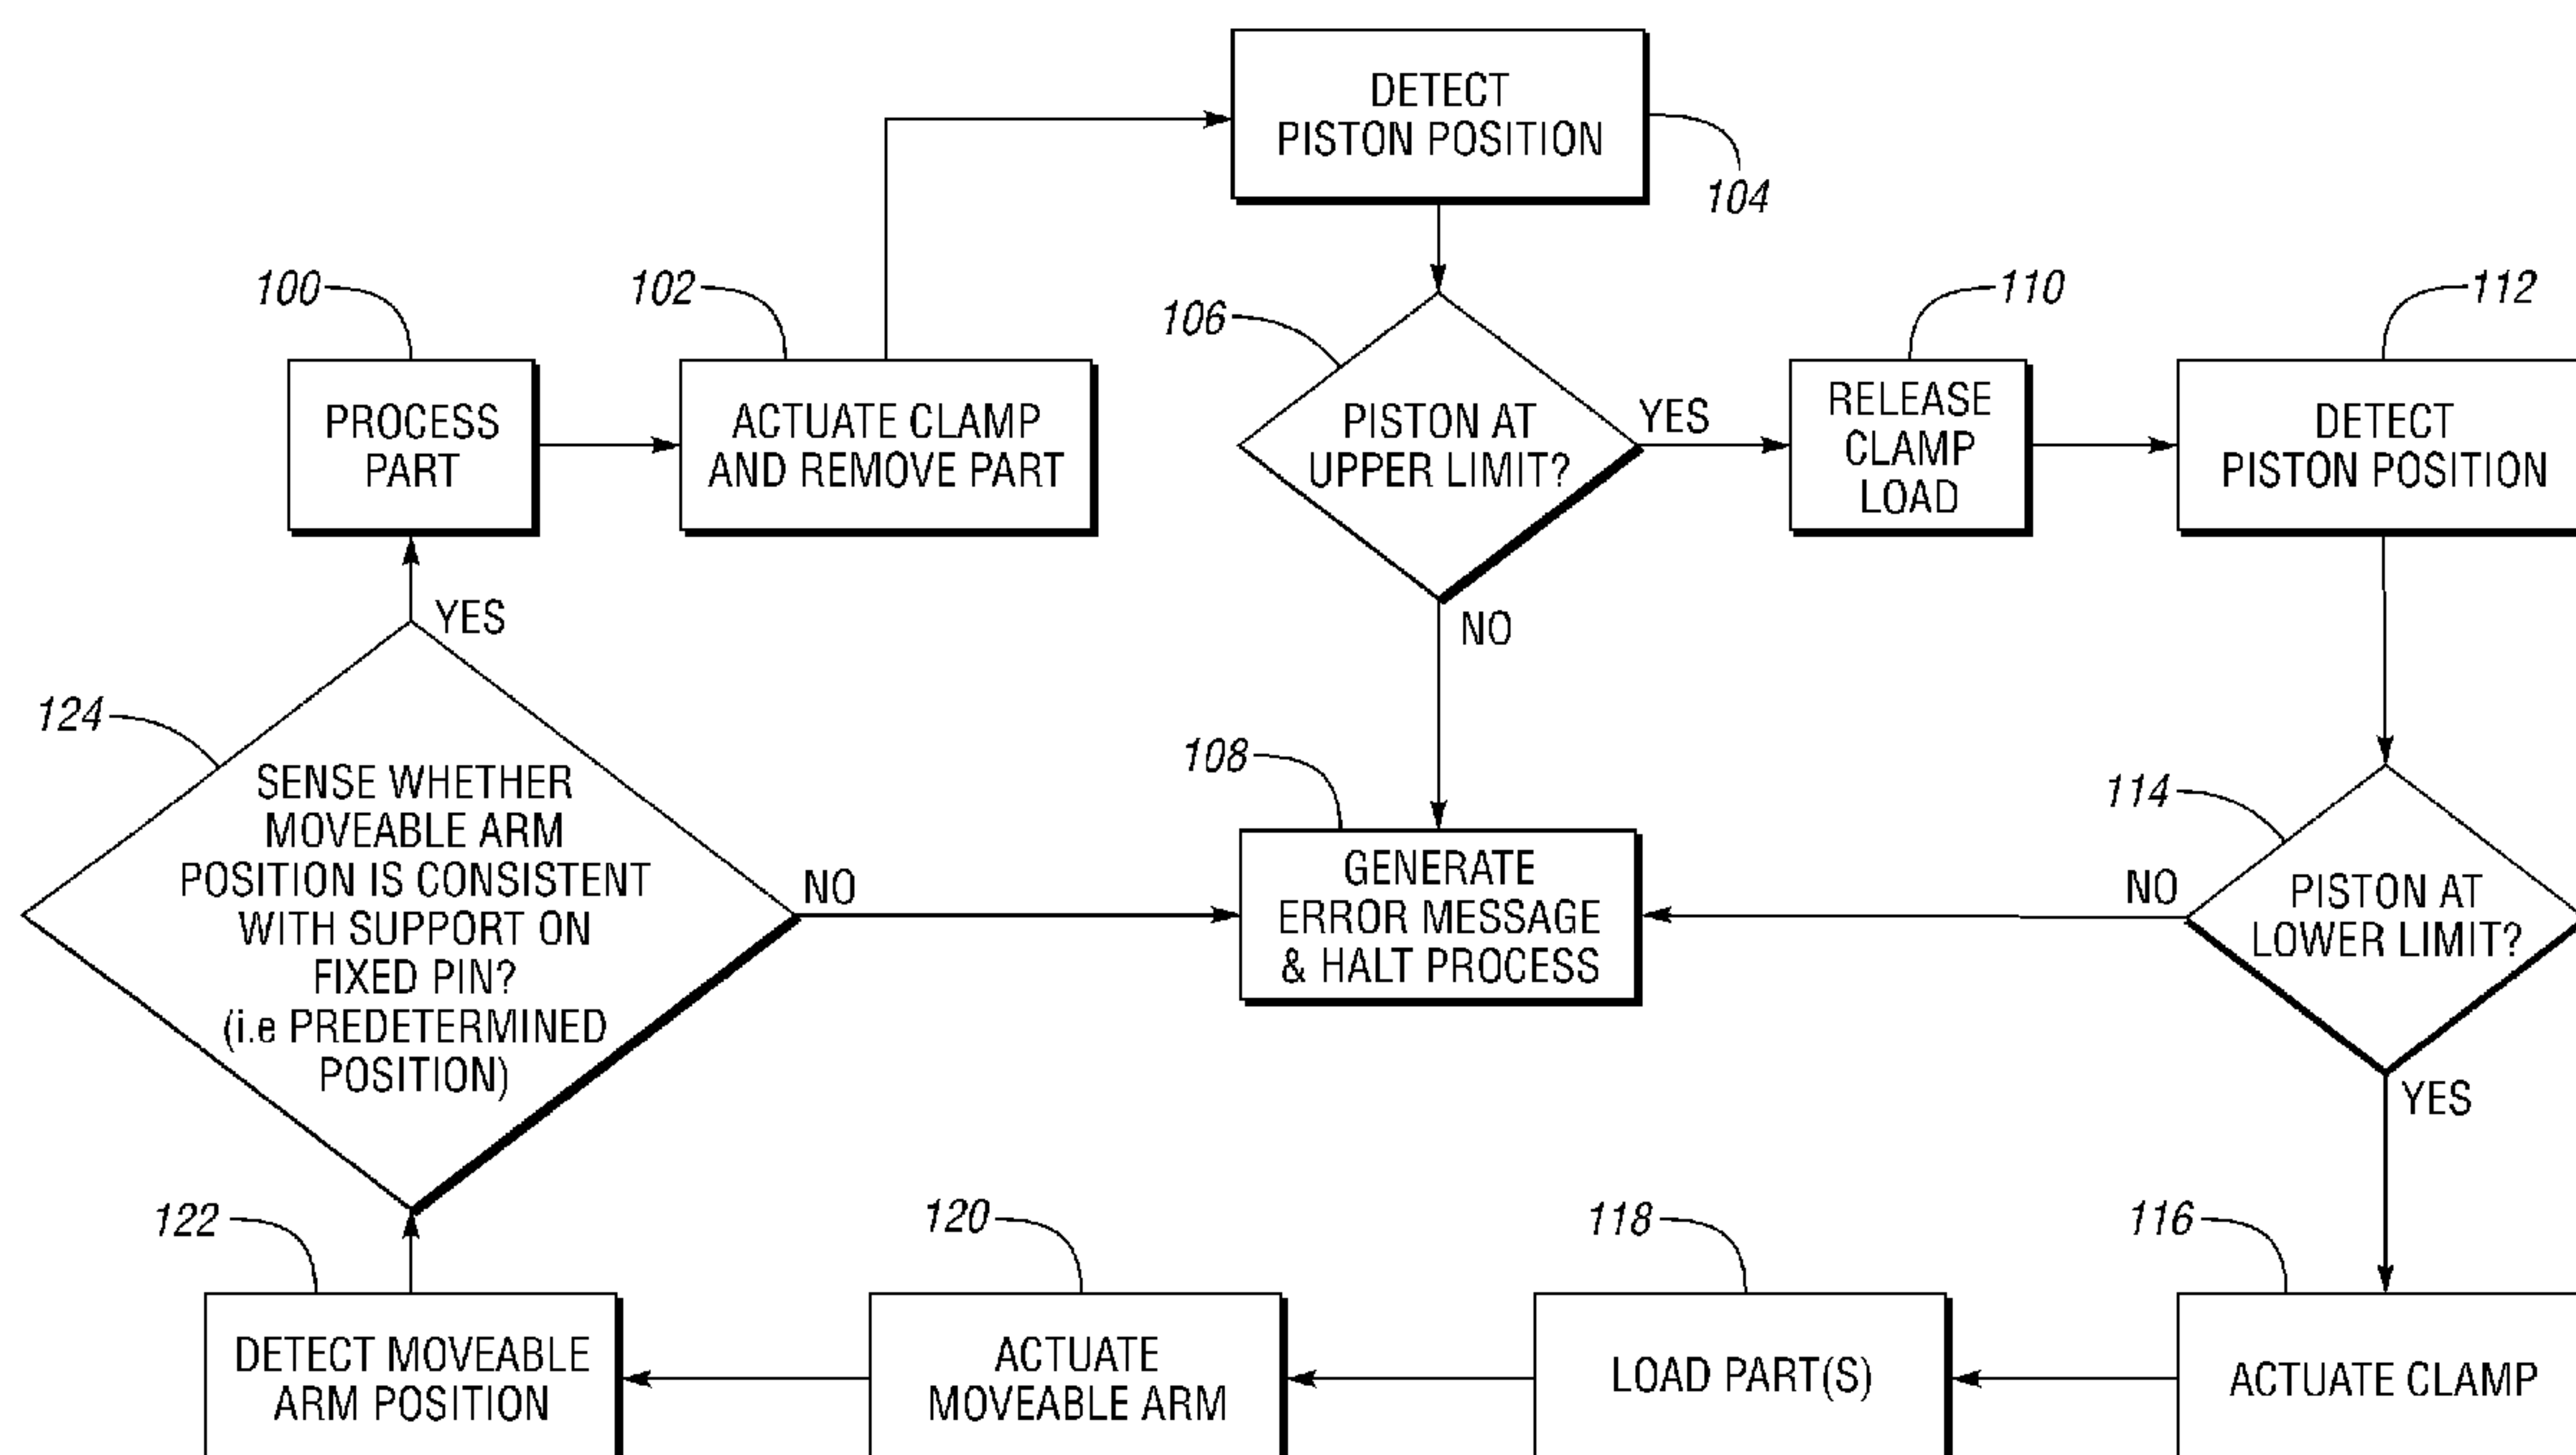 DETECT
PISTON POSITION
104
100
102
106
110
112
PROCESS
PART
ACTUATE CLAMP
AND REMOVE PART
PISTON AT
UPPER LIMIT?
YES
RELEASE
CLAMP
LOAD
DETECT
PISTON POSITION
YES
NO
124
SENSE WHETHER
MOVEABLE ARM
POSITION IS CONSISTENT
WITH SUPPORT ON
FIXED PIN?
(i.e PREDETERMINED
POSITION)
NO
108
GENERATE
ERROR MESSAGE
& HALT PROCESS
114
NO
PISTON AT
LOWER LIMIT?
YES
122
120
118
116
DETECT MOVEABLE
ARM POSITION
ACTUATE
MOVEABLE ARM
LOAD PART(S)
ACTUATE CLAMP